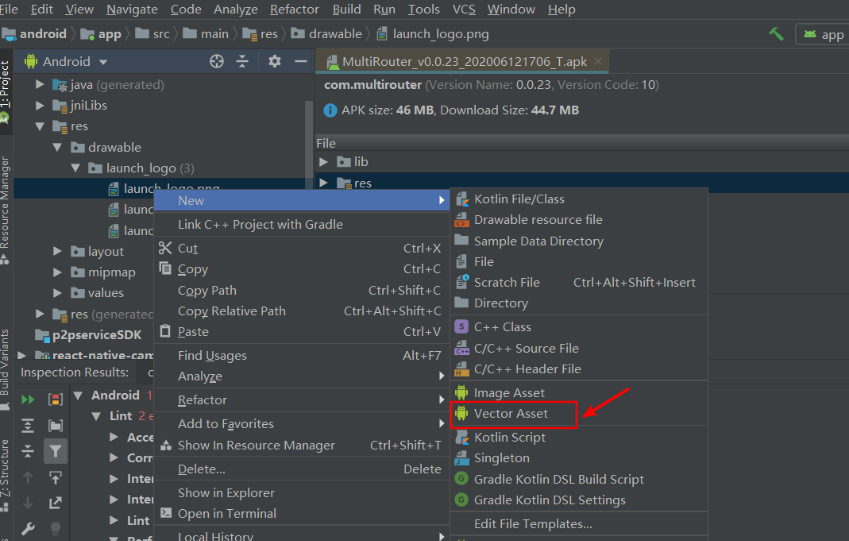 File Edit View Navigate Code Analyze Refactor Build Run Tools VCS Window Help
android app src main res drawable launch_logo.png app
Android
MultiRouter_v0.0.23_202006121706_T.apk
1: Project
Resource Manager
Build Variants
Z: Structure
java (generated)
jniLibs
res
drawable
launch_logo (3)
launch_logo.png
launc
launc
layout
mipmap
values
res (generated)
p2pserviceSDK
react-native-cam
com.multirouter (Version Name: 0.0.23, Version Code: 10)
APK size: 46 MB, Download Size: 44.7 MB
File
lib
res
Inspection Results:
Android
Lint 2 e
Acce
Corr
Inter
Inter
Lint
Perfo
New
Link C++ Project with Gradle
Cut Ctrl+X
Copy Ctrl+C
Copy Path Ctrl+Shift+C
Copy Relative Path Ctrl+Alt+Shift+C
Paste Ctrl+V
Find Usages Alt+F7
Analyze
Refactor
Add to Favorites
Show In Resource Manager Ctrl+Shift+T
Delete... Delete
Show in Explorer
Open in Terminal
Local History
Kotlin File/Class
Drawable resource file
Sample Data Directory
File
Scratch File Ctrl+Alt+Shift+Insert
Directory
C++ Class
C/C++ Source File
C/C++ Header File
Image Asset
Vector Asset
Kotlin Script
Singleton
Gradle Kotlin DSL Build Script
Gradle Kotlin DSL Settings
Edit File Templates...